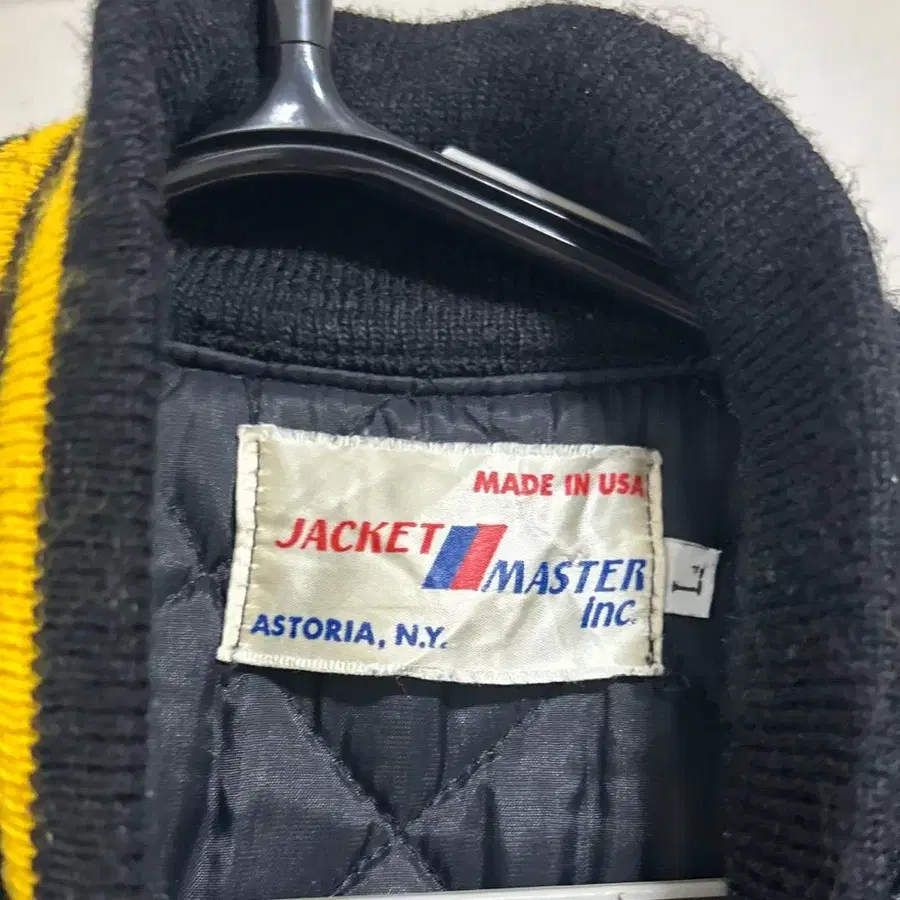 MADE IN USA
JACKET
MASTER
inc.
ASTORIA, N.Y.
L